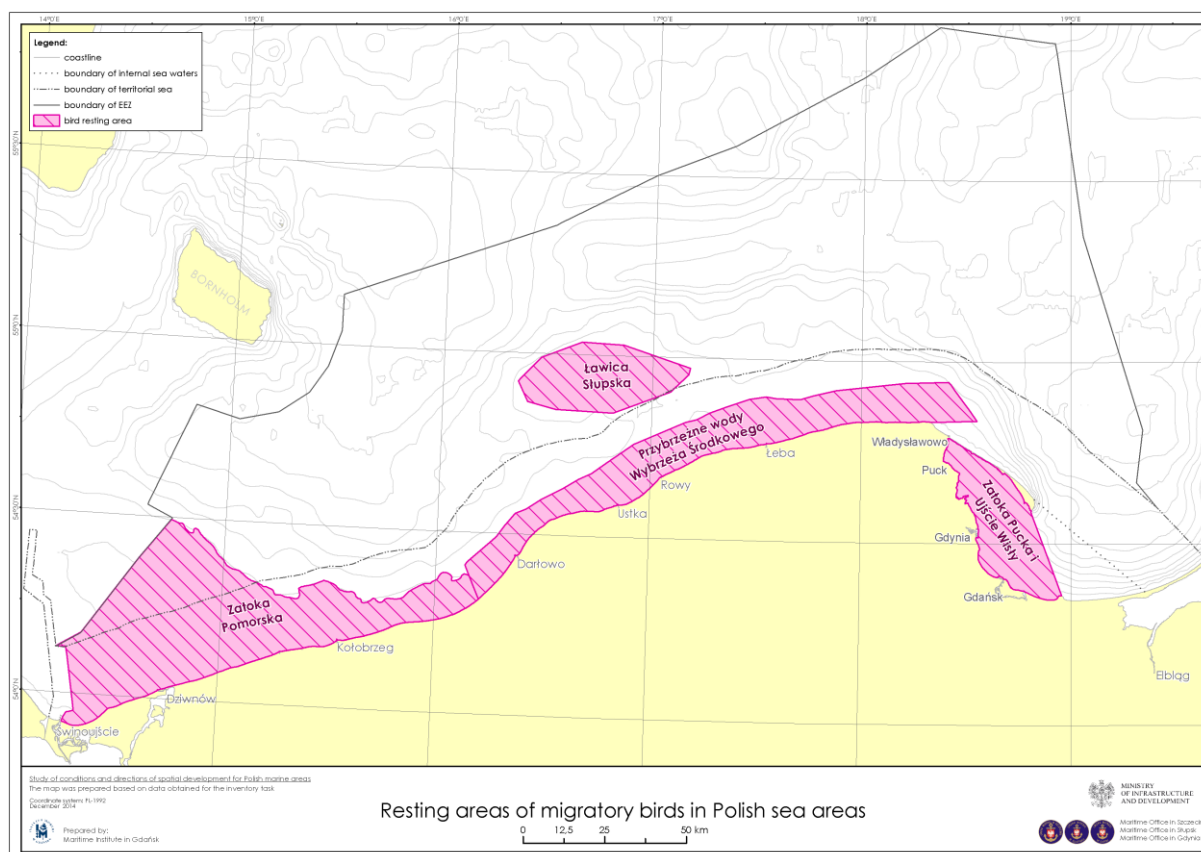 14°0'E
15°0'E
16°0'E
17°0'E
18°0'E
19°0'E
Legend:
coastline
boundary of internal sea waters
boundary of territorial sea
boundary of EEZ
bird resting area
BORNHOLM
Ławica
Słupska
Przybrzeżne wody
Wybrzeża Środkowego
Władysławowo
Łeba
Puck
Rowy
Zatoka Pucka i
Ujście Wisły
Ustka
Gdynia
Darłowo
Gdańsk
Zatoka
Pomorska
Kołobrzeg
Elbląg
Dziwnów
Świnoujście
Study of conditions and directions of spatial development for Polish marine areas
The map was prepared based on data obtained for the inventory task
Coordinate system: PL-1992
December 2014
Prepared by:
Maritime Institute in Gdańsk
Resting areas of migratory birds in Polish sea areas
0 12,5 25 50 km
MINISTRY
OF INFRASTRUCTURE
AND DEVELOPMENT
Maritime Office in Szczecin
Maritime Office in Słupsk
Maritime Office in Gdynia